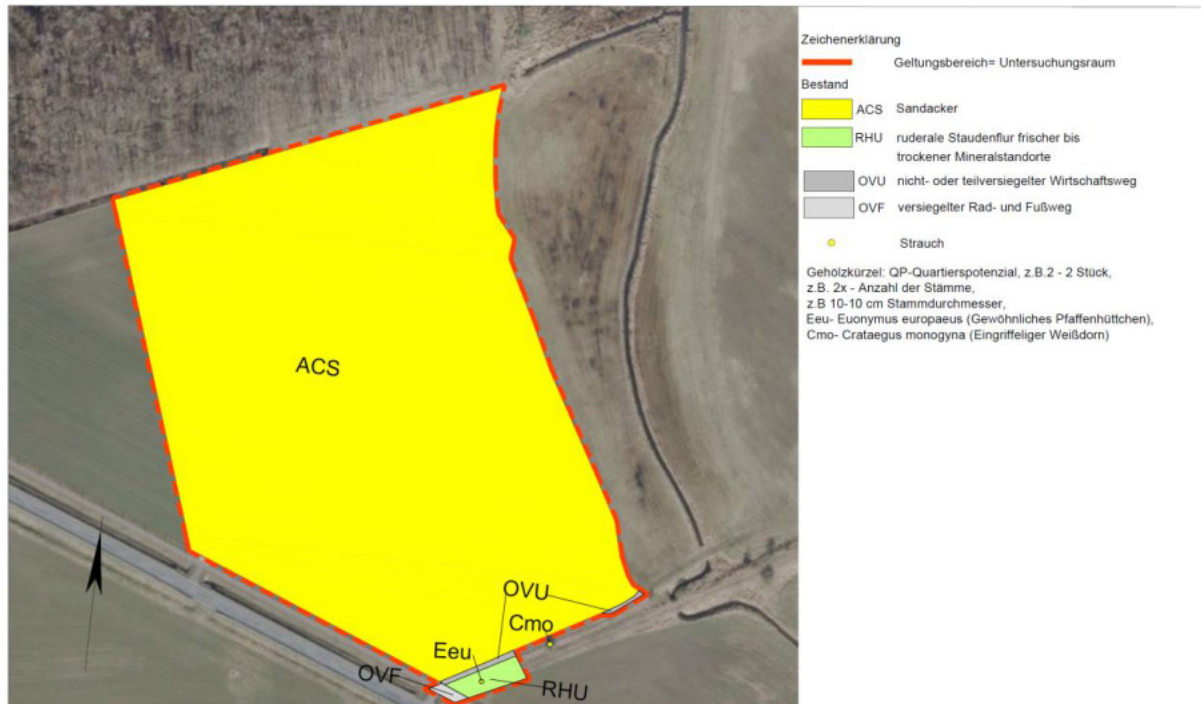 Zeichenerklärung
Geltungsbereich= Untersuchungsraum
Bestand
ACS Sandacker
RHU ruderale Staudenflur frischer bis
trockener Mineralstandorte
OVU nicht- oder teilversiegelter Wirtschaftsweg
OVF versiegelter Rad- und Fußweg
Strauch
Gehölzkürzel: QP-Quartierspotenzial, z.B.2 - 2 Stück,
z.B. 2x - Anzahl der Stämme,
z.B 10-10 cm Stammdurchmesser,
Eeu- Euonymus europaeus (Gewöhnliches Pfaffenhüttchen),
Cmo- Crataegus monogyna (Eingriffeliger Weißdorn)
ACS
OVU
Cmo
Eeu
OVF
RHU